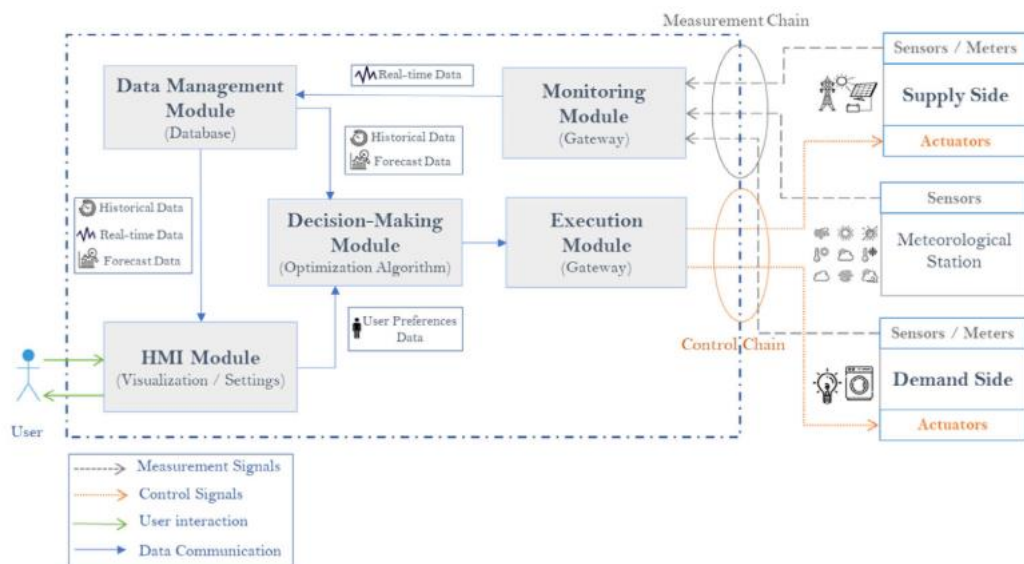 Measurement Chain
Sensors / Meters
Supply Side
Actuators
Data Management
Module
(Database)
Real-time Data
Monitoring
Module
(Gateway)
Historical Data
Forecast Data
Sensors
Meteorological
Station
Historical Data
Real-time Data
Forecast Data
Decision-Making
Module
(Optimization Algorithm)
Execution
Module
(Gateway)
User Preferences
Data
Control Chain
Sensors / Meters
Demand Side
Actuators
HMI Module
(Visualization / Settings)
User
Measurement Signals
Control Signals
User interaction
Data Communication